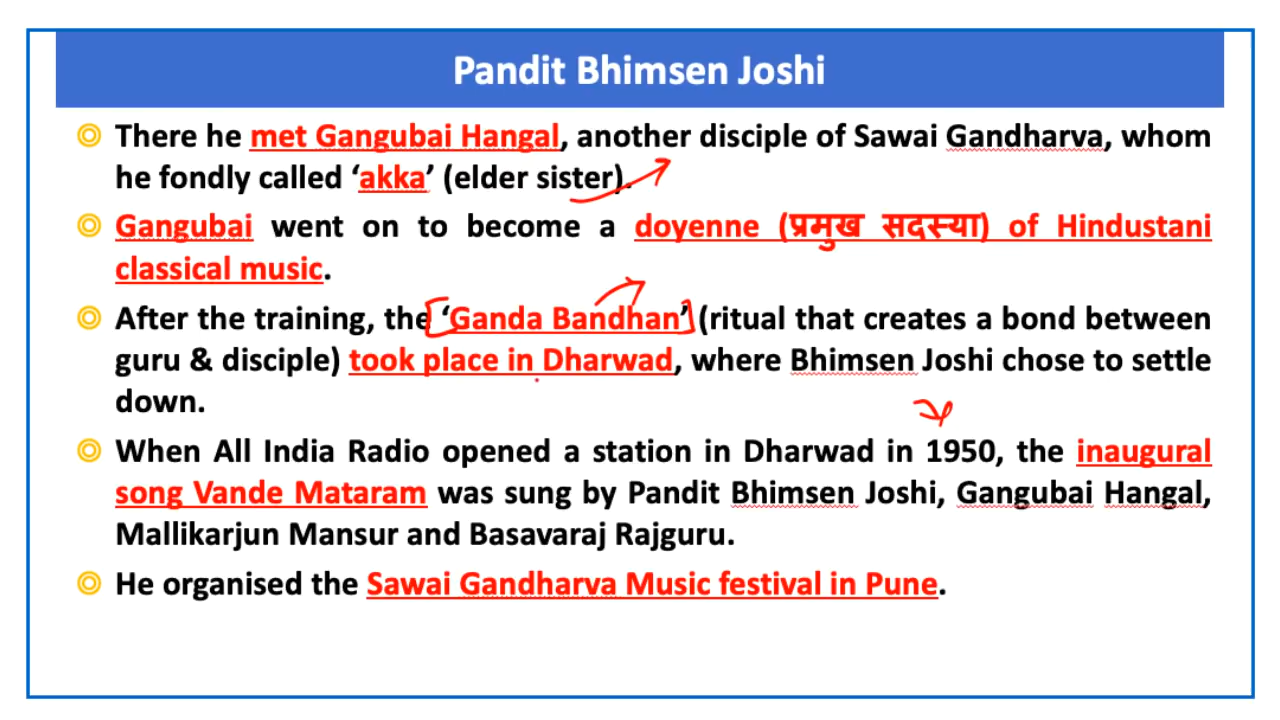 Pandit Bhimsen Joshi
There he met Gangubai Hangal, another disciple of Sawai Gandharva, whom
he fondly called ‘akka’ (elder sister).
Gangubai went on to become a doyenne (प्रमुख सदस्या) of Hindustani
classical music.
After the training, the ‘Ganda Bandhan’ (ritual that creates a bond between
guru & disciple) took place in Dharwad, where Bhimsen Joshi chose to settle
down.
When All India Radio opened a station in Dharwad in 1950, the inaugural
song Vande Mataram was sung by Pandit Bhimsen Joshi, Gangubai Hangal,
Mallikarjun Mansur and Basavaraj Rajguru.
He organised the Sawai Gandharva Music festival in Pune.